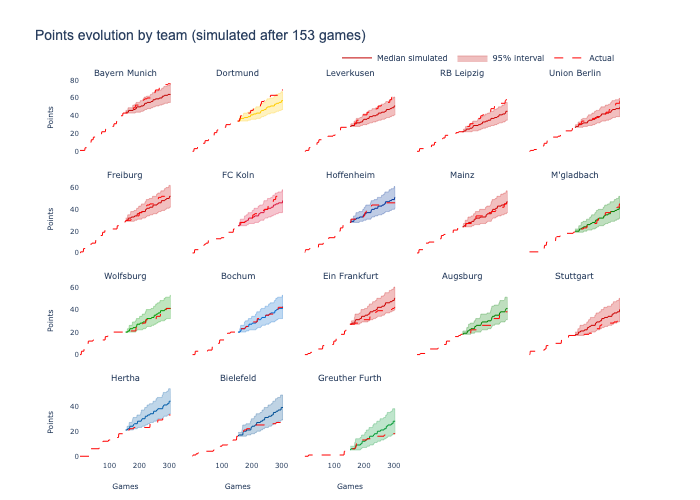 Points evolution by team (simulated after 153 games)
Median simulated 95% interval Actual
Bayern Munich Dortmund Leverkusen RB Leipzig Union Berlin
80
60
40
20
0
Points
Freiburg FC Koln Hoffenheim Mainz M'gladbach
60
40
20
0
Points
Wolfsburg Bochum Ein Frankfurt Augsburg Stuttgart
60
40
20
0
Points
Hertha Bielefeld Greuther Furth
40
20
0
Points
100 200 300 100 200 300 100 200 300
Games Games Games